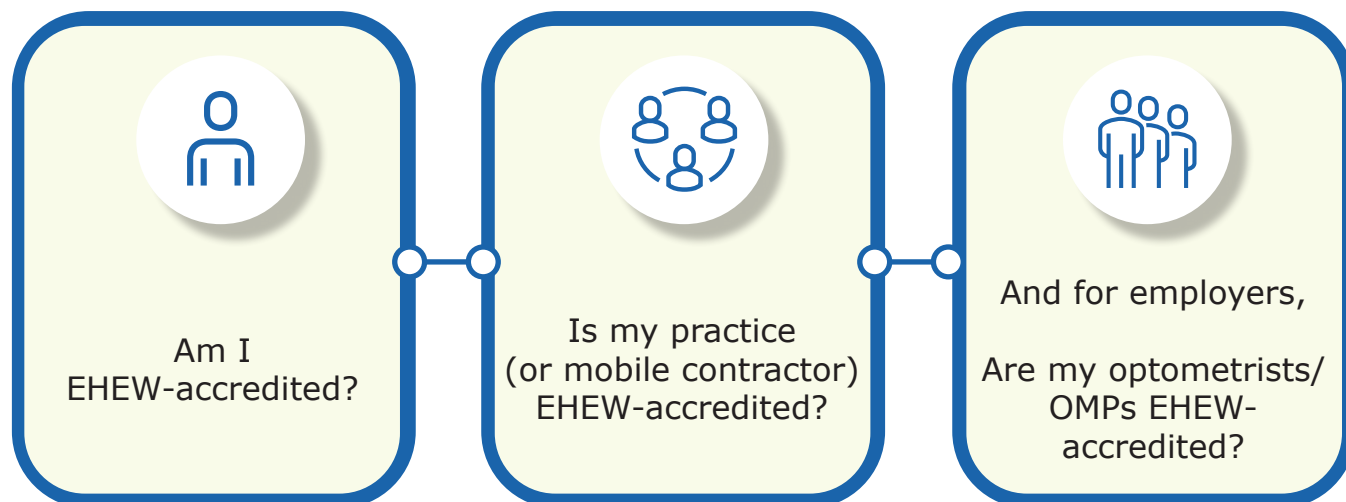 Am I
EHEW-accredited?
Is my practice
(or mobile contractor)
EHEW-accredited?
And for employers,
Are my optometrists/
OMPs EHEW-
accredited?